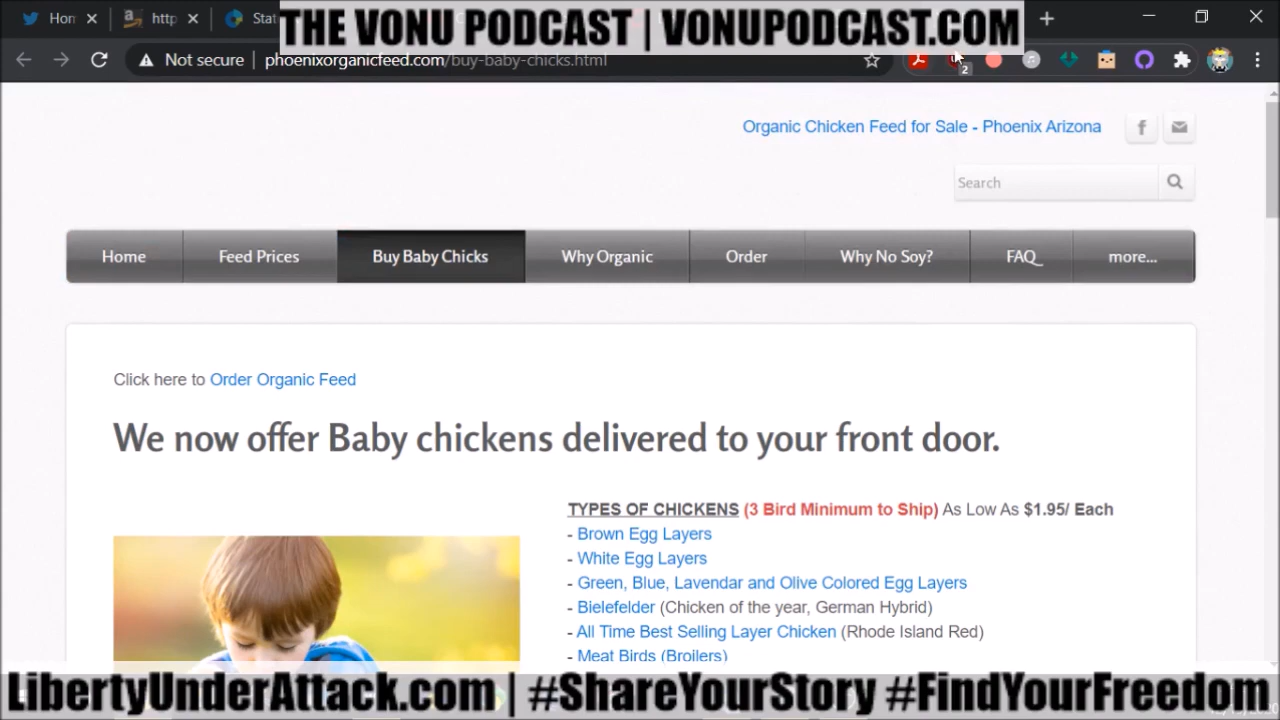 THE VONU PODCAST | VONUPODCAST.COM
Hom
http
Stat
Not secure | phoenixorganicfeed.com/buy-baby-chicks.html
2
Organic Chicken Feed for Sale - Phoenix Arizona
Search
Home Feed Prices Buy Baby Chicks Why Organic Order Why No Soy? FAQ more...
Click here to Order Organic Feed
We now offer Baby chickens delivered to your front door.
TYPES OF CHICKENS (3 Bird Minimum to Ship) As Low As $1.95/ Each
- Brown Egg Layers
- White Egg Layers
- Green, Blue, Lavendar and Olive Colored Egg Layers
- Bielefelder (Chicken of the year, German Hybrid)
- All Time Best Selling Layer Chicken (Rhode Island Red)
- Meat Birds (Broilers)
LibertyUnderAttack.com | #ShareYourStory #FindYourFreedom